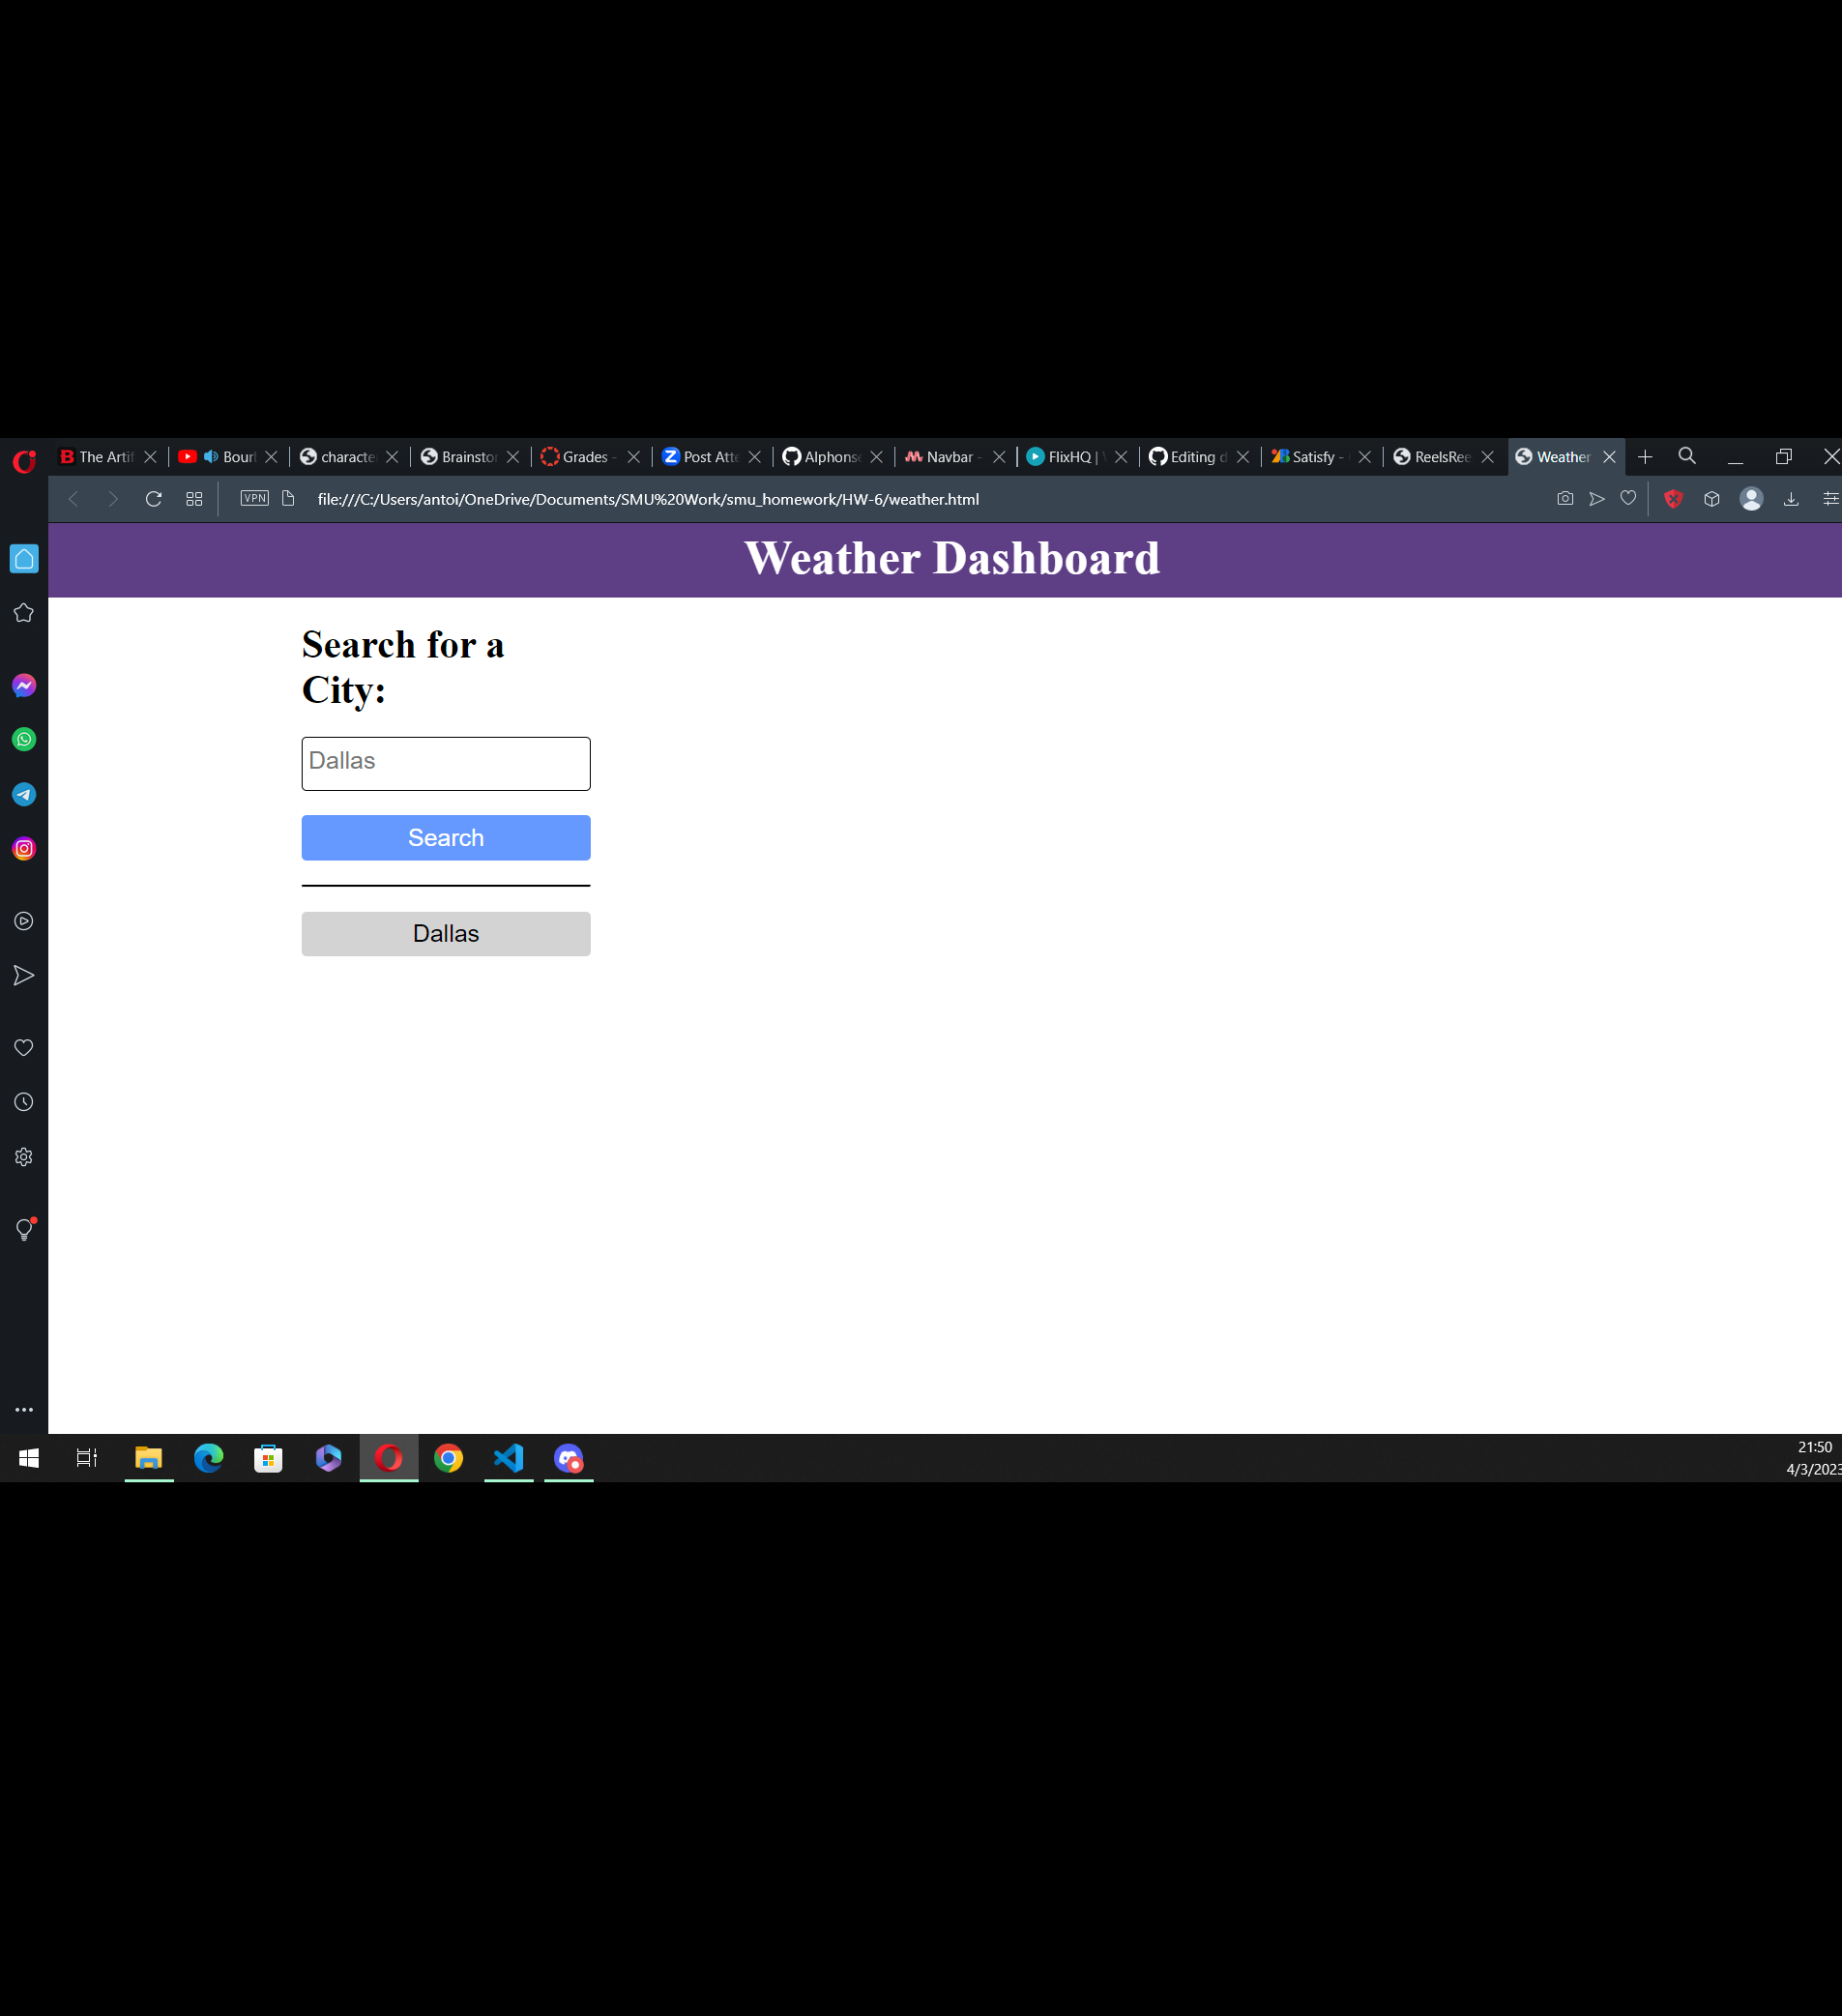 The Artif
Bourl
characte
Brainstor
Grades -
Post Atte
Alphonse
Navbar -
FlixHQ |
Editing d
Satisfy -
ReelsRee
Weather
VPN
file:///C:/Users/antoi/OneDrive/Documents/SMU%20Work/smu_homework/HW-6/weather.html
Weather Dashboard
Search for a
City:
Dallas
Search
Dallas
21:50
4/3/2023